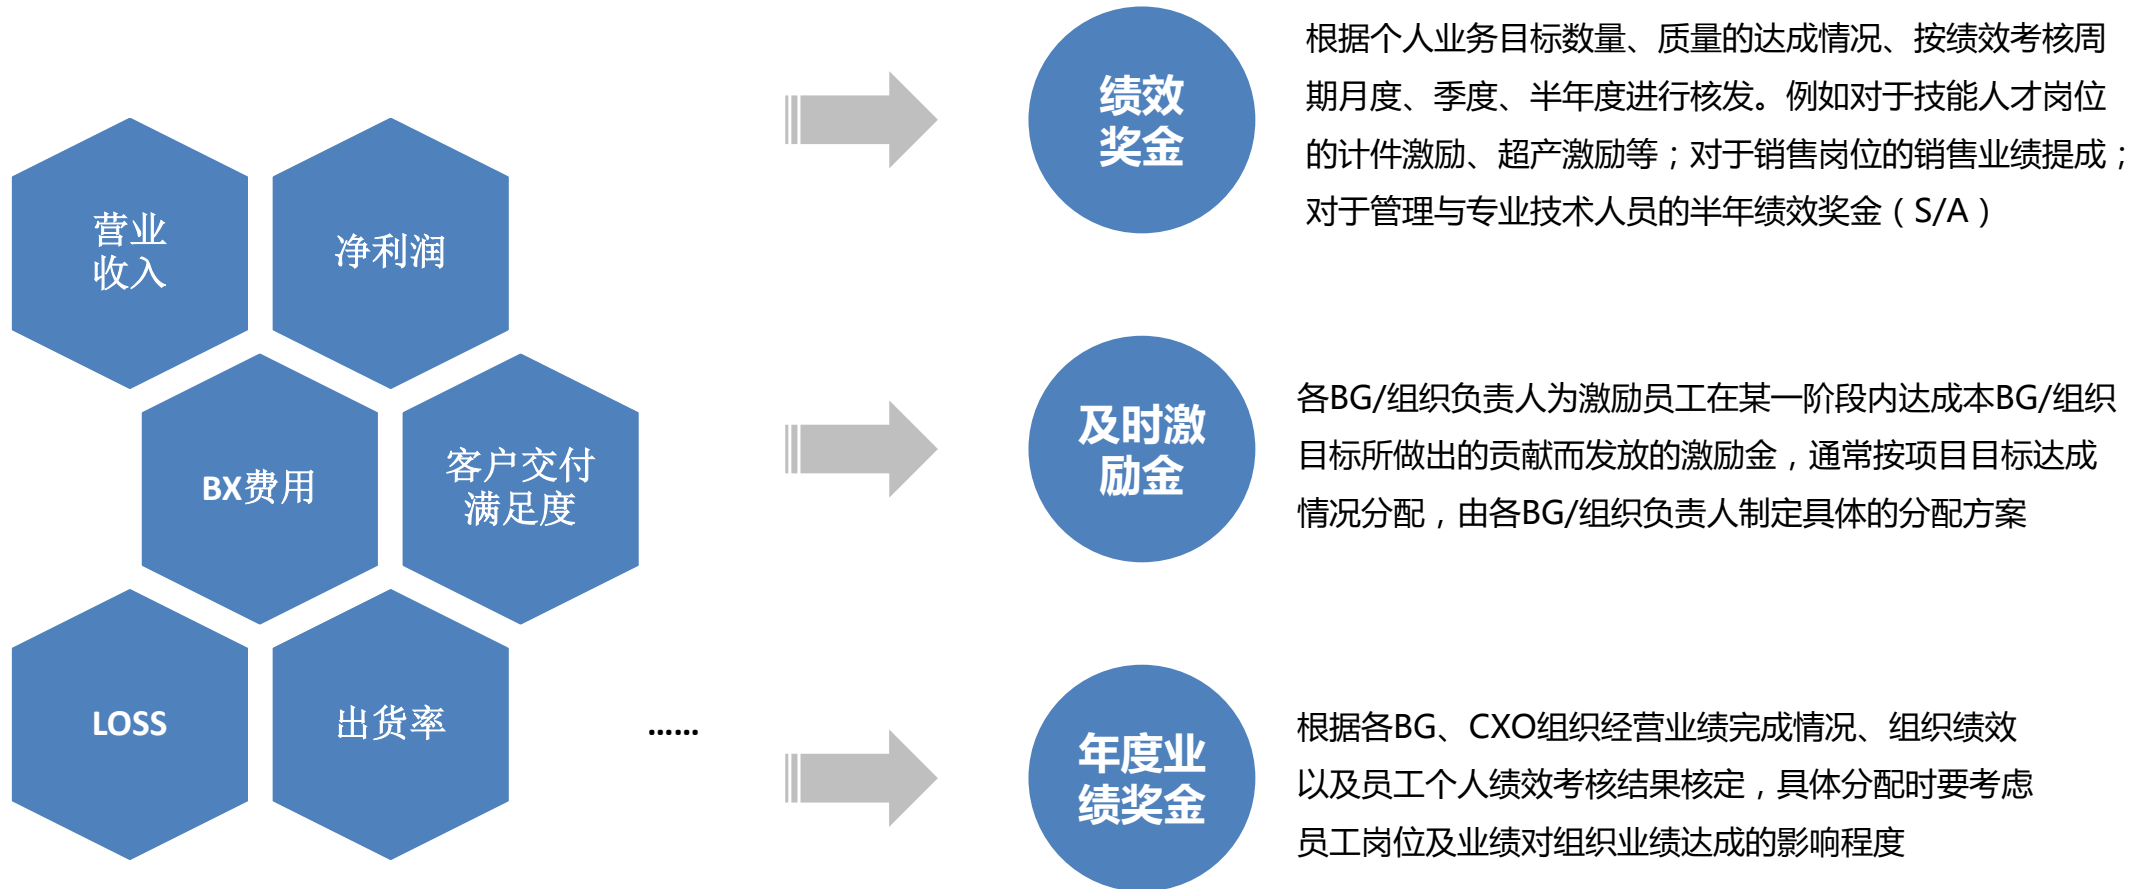 营业
收入
净利润
BX费用
客户交付
满足度
LOSS
出货率
......
绩效
奖金
根据个人业务目标数量、质量的达成情况、按绩效考核周
期月度、季度、半年度进行核发。例如对于技能人才岗位
的计件激励、超产激励等；对于销售岗位的销售业绩提成；
对于管理与专业技术人员的半年绩效奖金（S/A）
及时激
励金
各BG/组织负责人为激励员工在某一阶段内达成本BG/组织
目标所做出的贡献而发放的激励金，通常按项目目标达成
情况分配，由各BG/组织负责人制定具体的分配方案
年度业
绩奖金
根据各BG、CXO组织经营业绩完成情况、组织绩效
以及员工个人绩效考核结果核定，具体分配时要考虑
员工岗位及业绩对组织业绩达成的影响程度